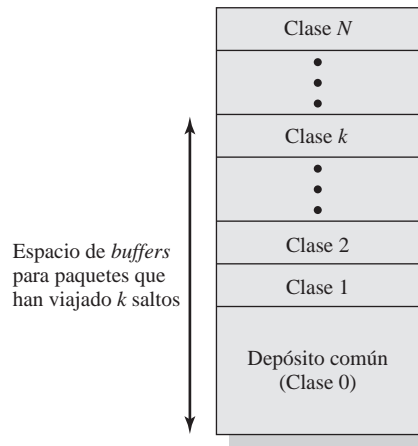 Clase N
Clase k
Clase 2
Clase 1
Depósito común
(Clase 0)
Espacio de buffers
para paquetes que
han viajado k saltos